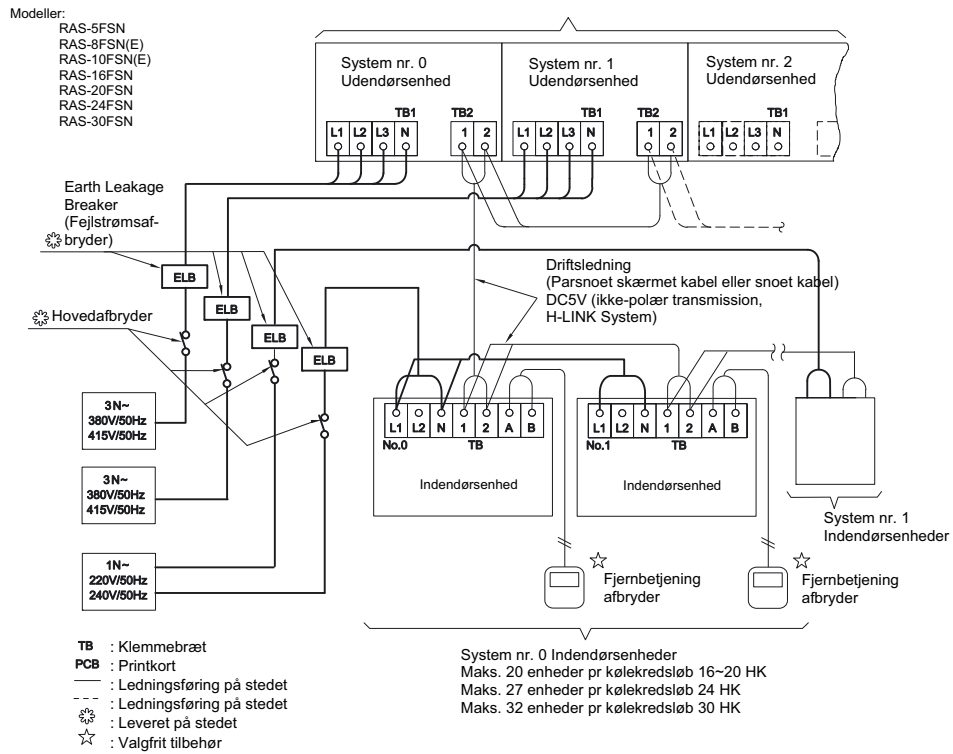 Modeller:
RAS-5FSN
RAS-8FSN(E)
RAS-10FSN(E)
RAS-16FSN
RAS-20FSN
RAS-24FSN
RAS-30FSN
System nr. 0
Udendørsenhed
System nr. 1
Udendørsenhed
System nr. 2
Udendørsenhed
TB1
TB2
TB1
TB2
L1 L2 L3 N
1 2
L1 L2 L3 N
1 2
L1 L2 L3 N
Earth Leakage
Breaker
(Fejlstrømsaf-
bryder)
ELB
ELB
ELB
ELB
Hovedafbryder
Driftsledning
(Parsnoet skærmet kabel eller snoet kabel)
DC5V (ikke-polær transmission,
H-LINK System)
3N~
380V/50Hz
415V/50Hz
3N~
380V/50Hz
415V/50Hz
1N~
220V/50Hz
240V/50Hz
L1 L2 N 1 2 A B
No.0 TB
Indendørsenhed
L1 L2 N 1 2 A B
No.1 TB
Indendørsenhed
System nr. 1
Indendørsenheder
Fjernbetjening
afbryder
Fjernbetjening
afbryder
System nr. 0 Indendørsenheder
Maks. 20 enheder pr kølekredsløb 16~20 HK
Maks. 27 enheder pr kølekredsløb 24 HK
Maks. 32 enheder pr kølekredsløb 30 HK
TB : Klemmebræt
PCB : Printkort
: Ledningsføring på stedet
: Ledningsføring på stedet
: Leveret på stedet
: Valgfrit tilbehør